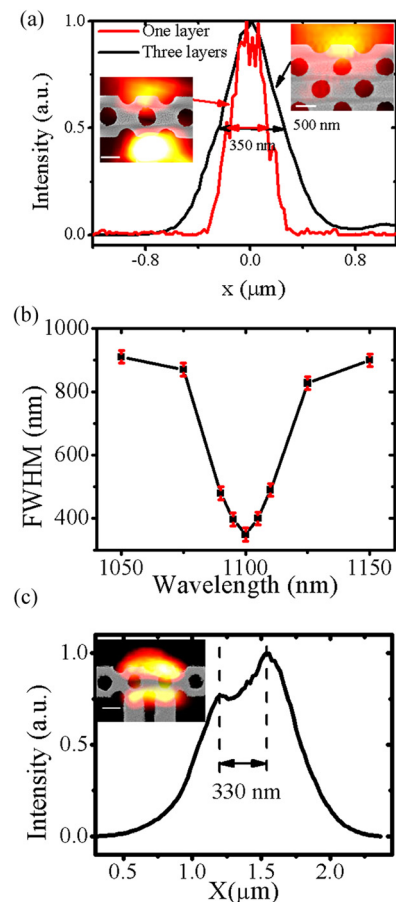 (a)
One layer
Three layers
1.0
Intensity (a.u.)
0.5
0.0
500 nm
350 nm
-0.8
0.0
0.8
x (μm)
(b)
1000
800
600
400
FWHM (nm)
1050
1100
1150
Wavelength (nm)
(c)
1.0
Intensity (a.u.)
0.5
0.0
330 nm
0.5
1.0
1.5
2.0
X(μm)